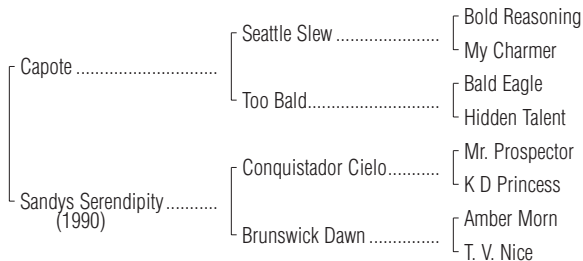 Bold Reasoning
Seattle Slew ....................
My Charmer
Capote ...........................
Bald Eagle
Too Bald.........................
Hidden Talent
Mr. Prospector
Conquistador Cielo..........
K D Princess
Sandys Serendipity ..........
(1990)
Amber Morn
Brunswick Dawn .............
T. V. Nice